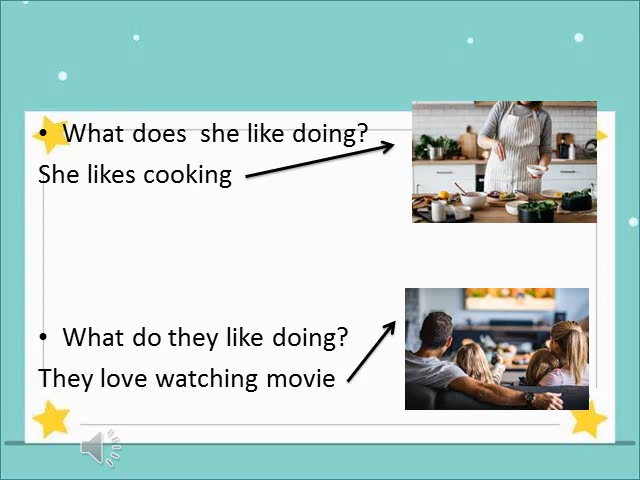 • What does  she like doing?
She likes cooking
• What do they like doing?
They love watching movie